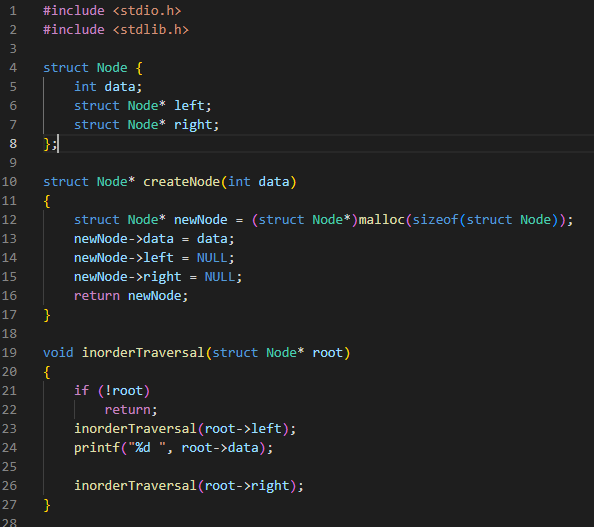 1 #include <stdio.h>
2 #include <stdlib.h>
3
4 struct Node {
5     int data;
6     struct Node* left;
7     struct Node* right;
8 };
9
10 struct Node* createNode(int data)
11 {
12     struct Node* newNode = (struct Node*)malloc(sizeof(struct Node));
13     newNode->data = data;
14     newNode->left = NULL;
15     newNode->right = NULL;
16     return newNode;
17 }
18
19 void inorderTraversal(struct Node* root)
20 {
21     if (!root)
22         return;
23     inorderTraversal(root->left);
24     printf("%d ", root->data);
25
26     inorderTraversal(root->right);
27 }
28